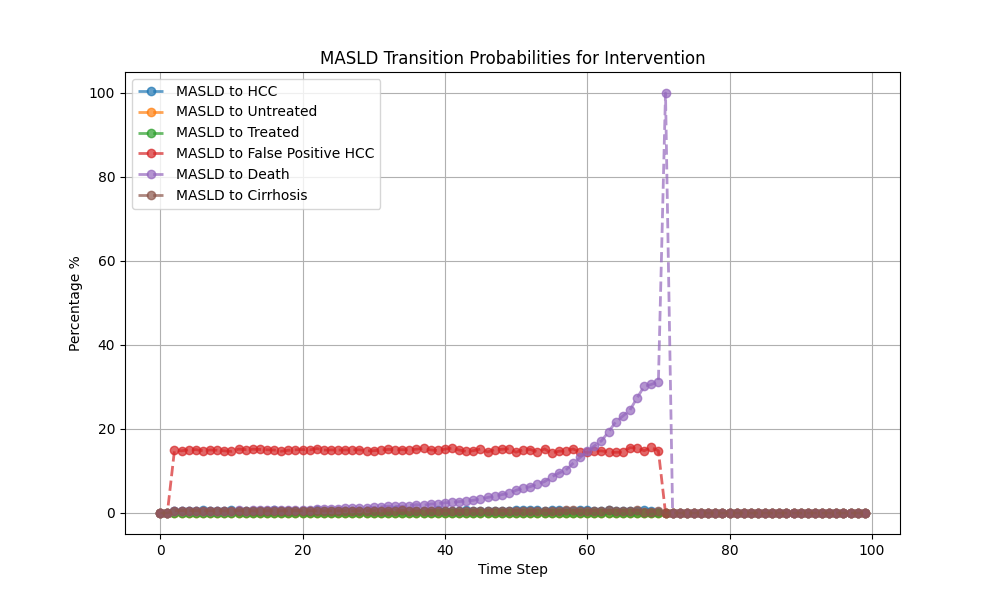 MASLD Transition Probabilities for Intervention
MASLD to HCC
MASLD to Untreated
MASLD to Treated
MASLD to False Positive HCC
MASLD to Death
MASLD to Cirrhosis
Percentage %
100
80
60
40
20
0
0 20 40 60 80 100
Time Step